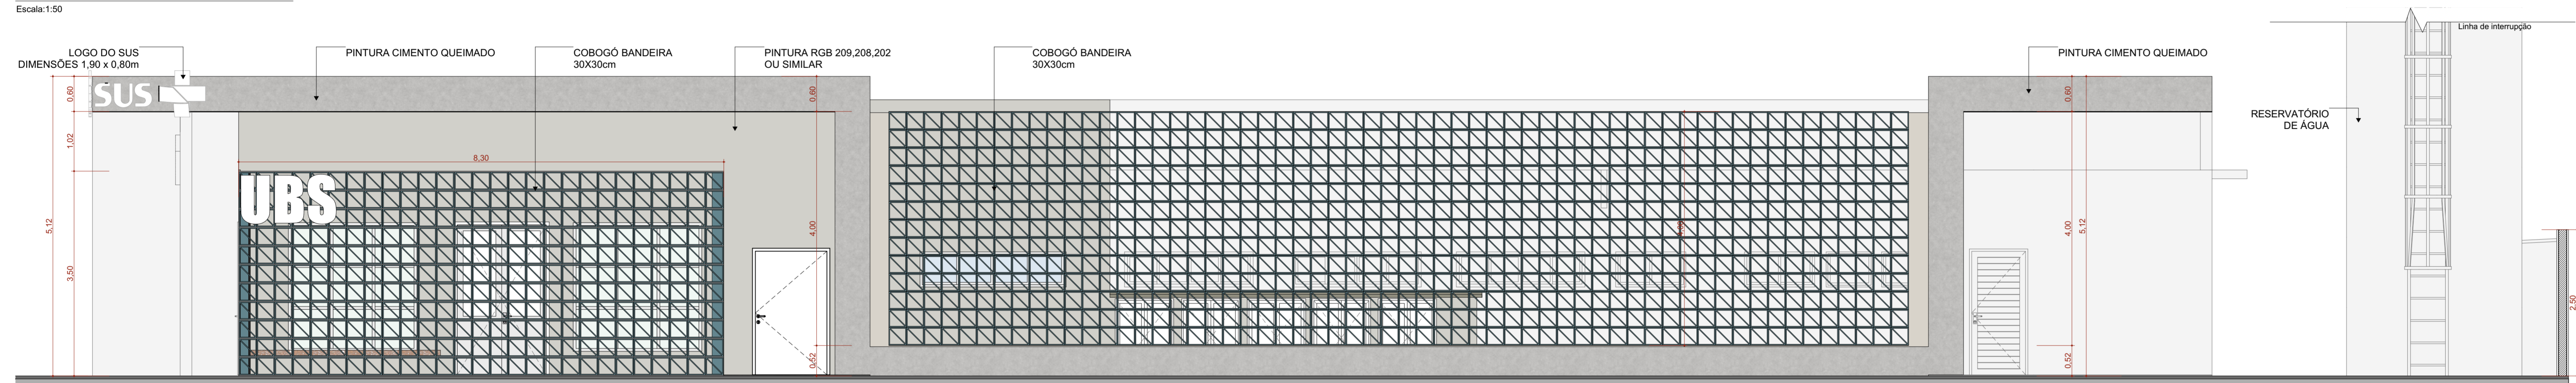 Escala:1:50
Linha de interrupção
LOGO DO SUS
DIMENSÕES 1,90 x 0,80m
PINTURA CIMENTO QUEIMADO
COBOGÓ BANDEIRA
30X30cm
PINTURA RGB 209,208,202
OU SIMILAR
COBOGÓ BANDEIRA
30X30cm
PINTURA CIMENTO QUEIMADO
RESERVATÓRIO
DE ÁGUA
SUS
UBS
5,12
0,60
1,02
3,50
8,30
0,60
4,00
0,52
0,60
4,00
0,52
5,12
2,50